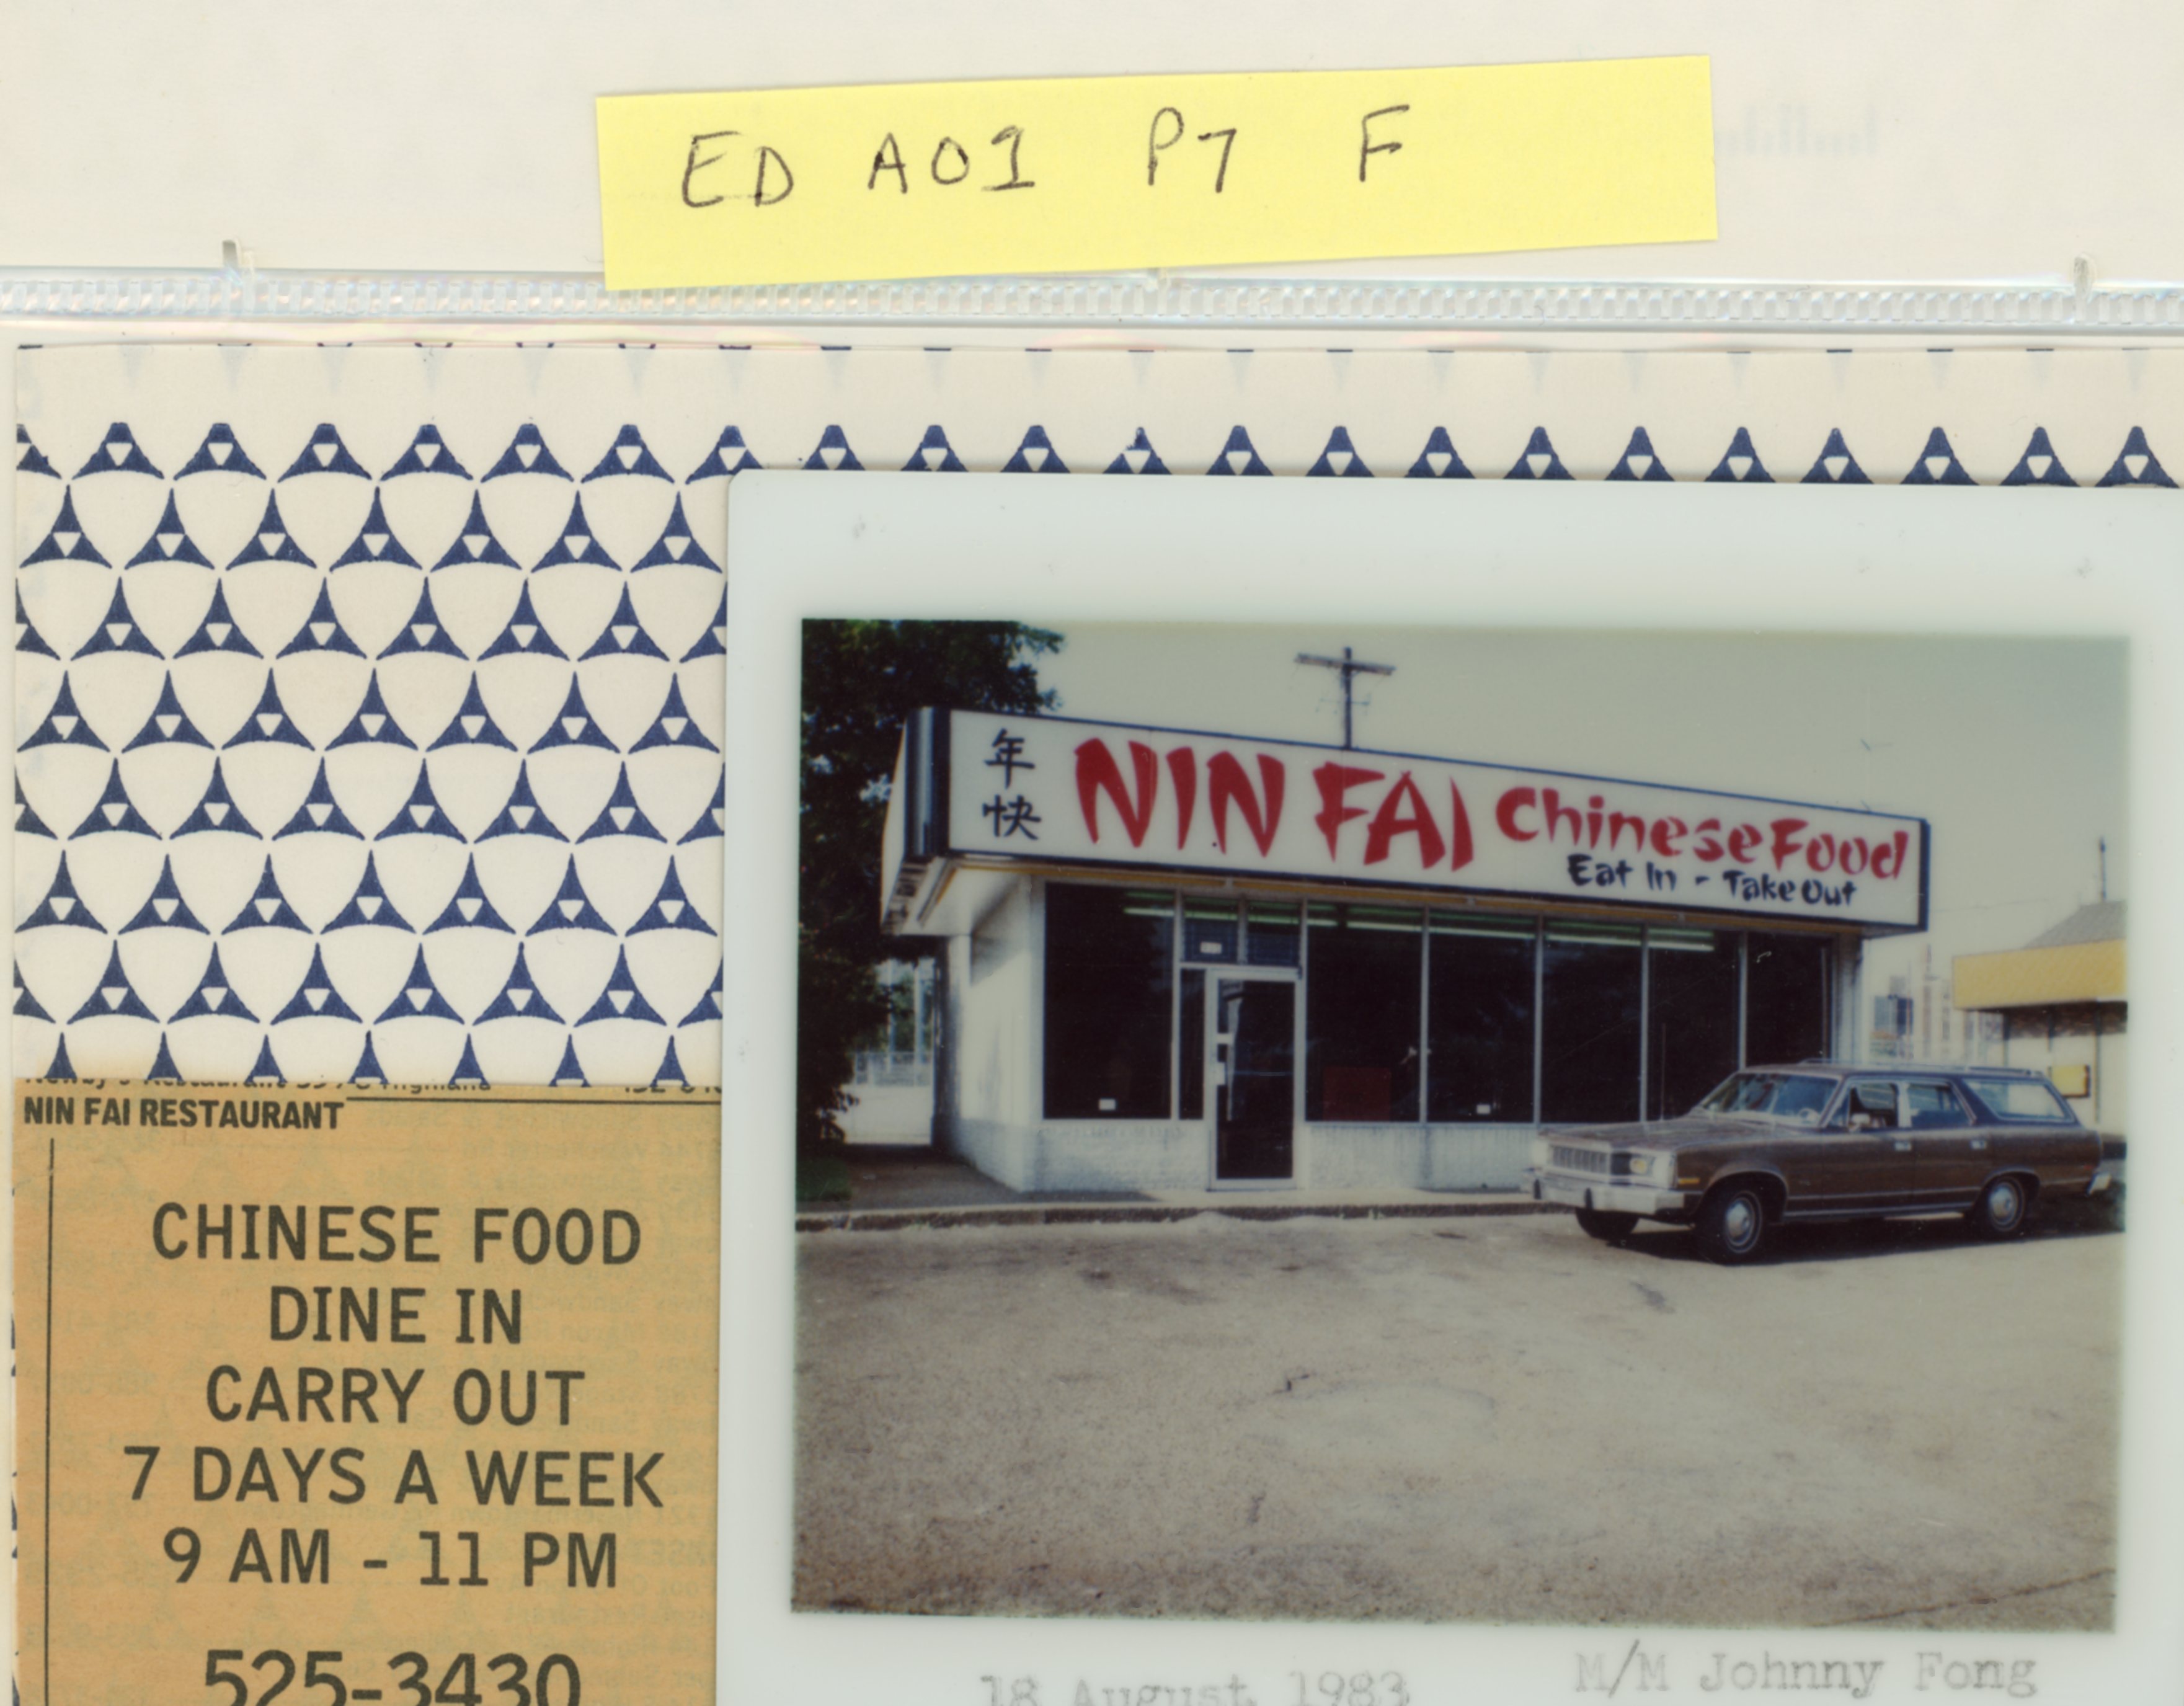 ED A01 P7 F
年
快
NIN FAI Chinese Food
Eat In - Take Out
NIN FAI RESTAURANT
CHINESE FOOD
DINE IN
CARRY OUT
7 DAYS A WEEK
9 AM - 11 PM
525-3430
18 August 1983
M/M Johnny Fong